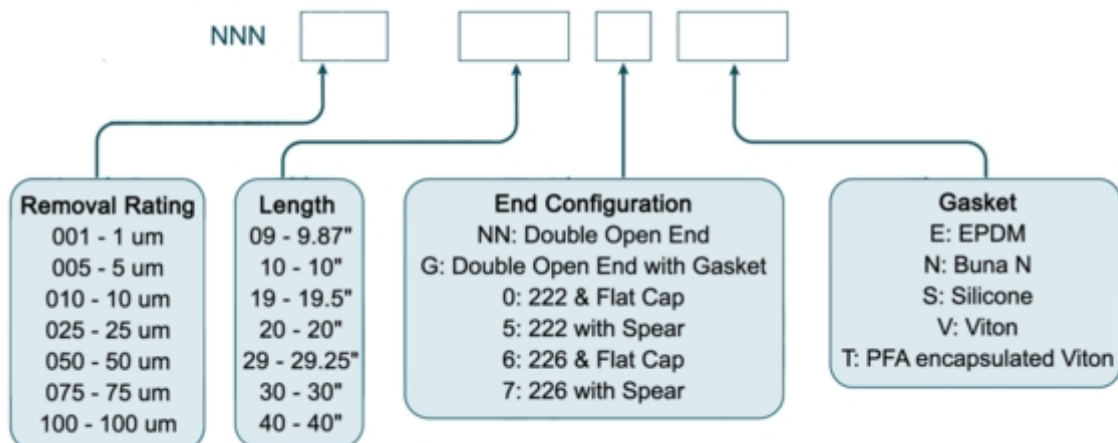 NNN
Removal Rating
001 - 1 um
005 - 5 um
010 - 10 um
025 - 25 um
050 - 50 um
075 - 75 um
100 - 100 um
Length
09 - 9.87"
10 - 10"
19 - 19.5"
20 - 20"
29 - 29.25"
30 - 30"
40 - 40"
End Configuration
NN: Double Open End
G: Double Open End with Gasket
0: 222 & Flat Cap
5: 222 with Spear
6: 226 & Flat Cap
7: 226 with Spear
Gasket
E: EPDM
N: Buna N
S: Silicone
V: Viton
T: PFA encapsulated Viton